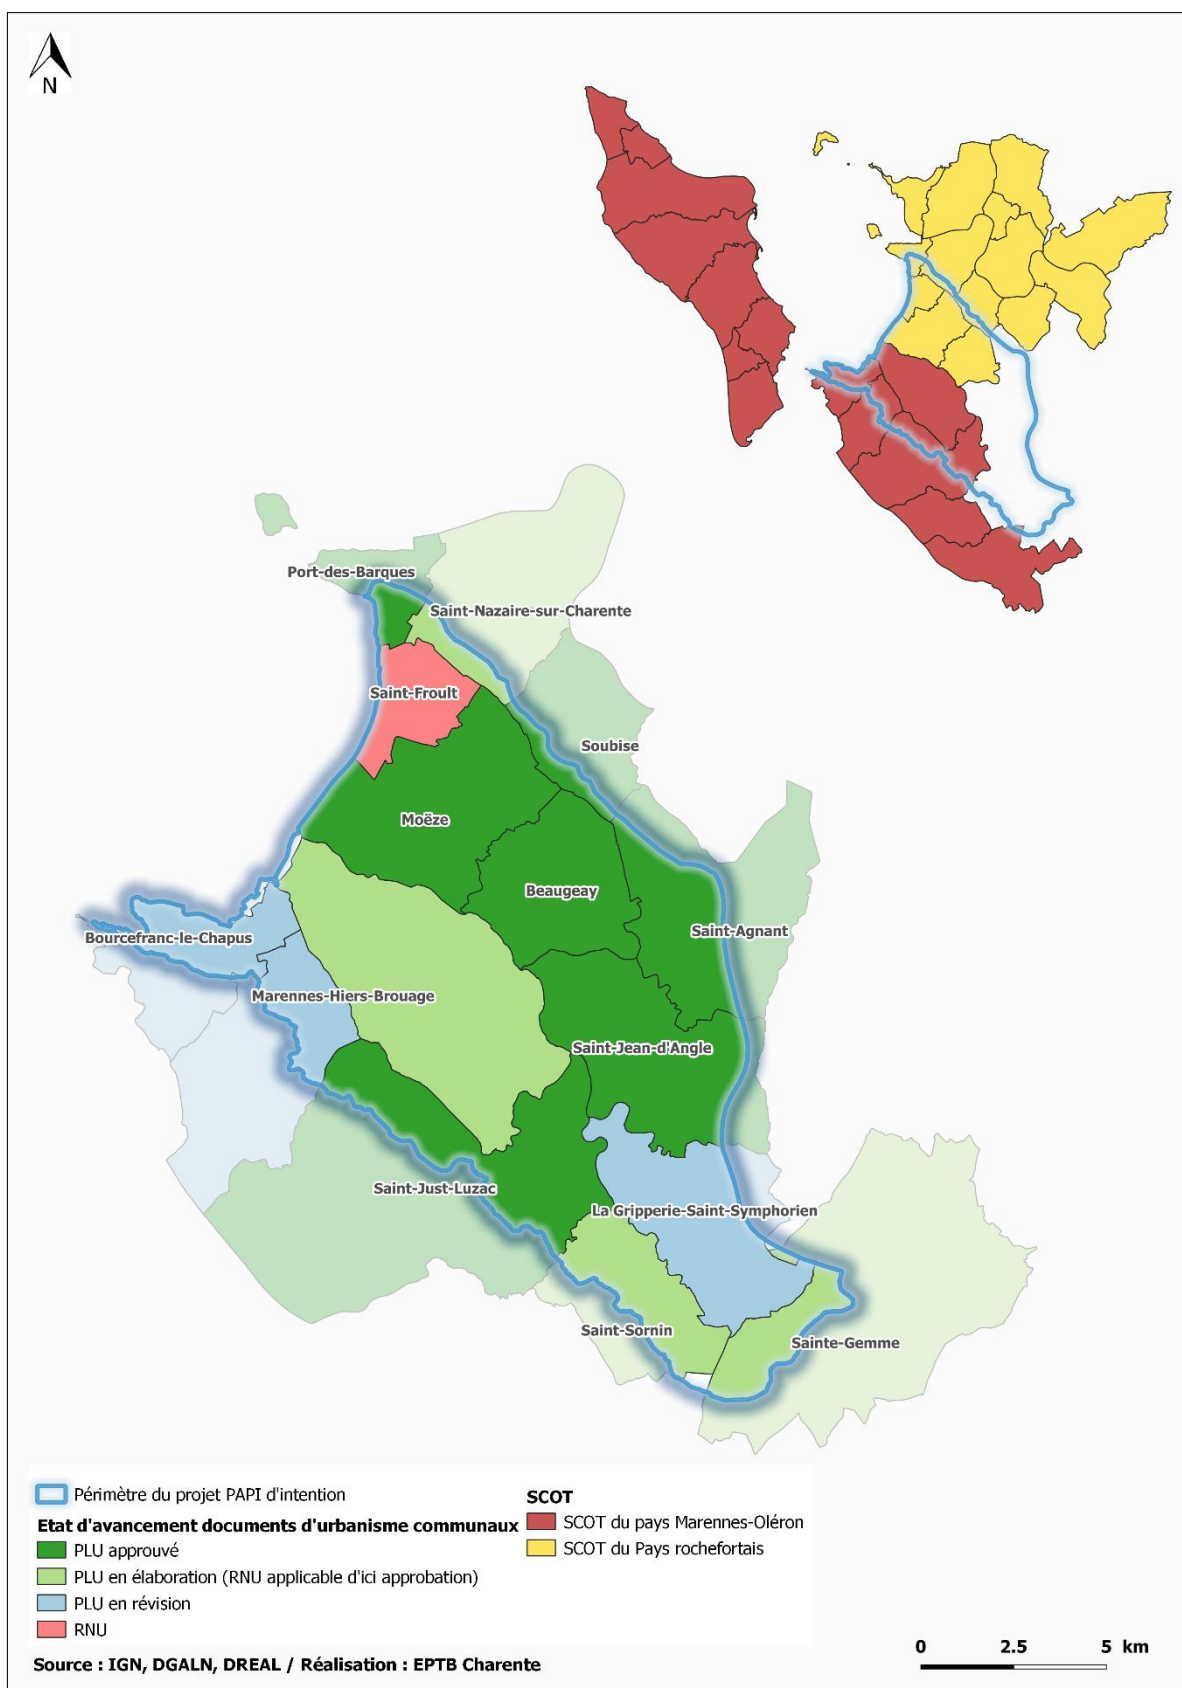 N
Port-des-Barques
Saint-Nazaire-sur-Charente
Saint-Froult
Soubise
Moëze
Beaugeay
Saint-Agnant
Bourcefranc-le-Chapus
Marennes-Hiers-Brouage
Saint-Jean-d'Angle
Saint-Just-Luzac
La Gripperie-Saint-Symphorien
Saint-Sornin
Sainte-Gemme
Périmètre du projet PAPI d'intention
Etat d'avancement documents d'urbanisme communaux
PLU approuvé
PLU en élaboration (RNU applicable d'ici approbation)
PLU en révision
RNU
SCOT
SCOT du pays Marennes-Oléron
SCOT du Pays rochefortais
Source : IGN, DGALN, DREAL / Réalisation : EPTB Charente
0 2.5 5 km